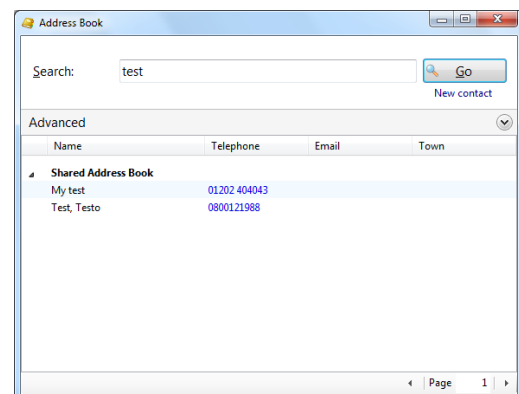 Address Book
Search: test Go
New contact
Advanced
Name Telephone Email Town
Shared Address Book
My test 01202 404043
Test, Testo 0800121988
Page 1